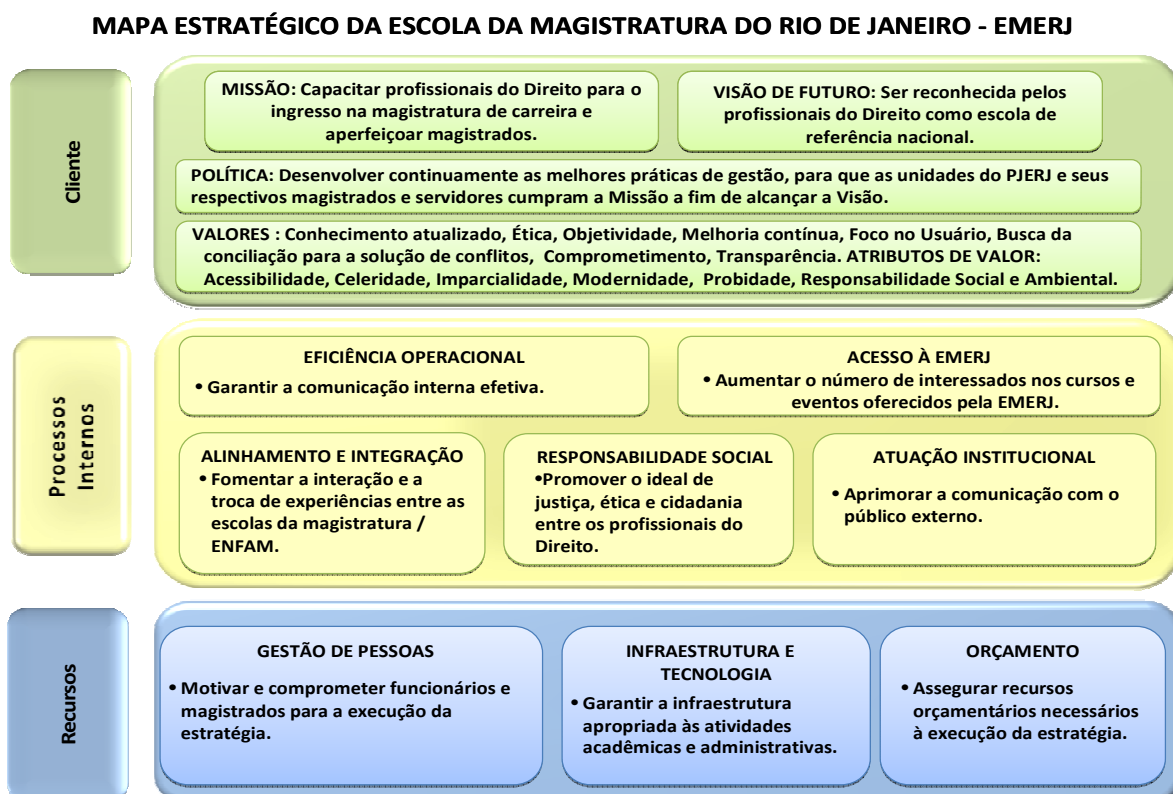 MAPA ESTRATÉGICO DA ESCOLA DA MAGISTRATURA DO RIO DE JANEIRO - EMERJ
Cliente
MISSÃO: Capacitar profissionais do Direito para o
ingresso na magistratura de carreira e
aperfeiçoar magistrados.
VISÃO DE FUTURO: Ser reconhecida pelos
profissionais do Direito como escola de
referência nacional.
POLÍTICA: Desenvolver continuamente as melhores práticas de gestão, para que as unidades do PJERJ e seus
respectivos magistrados e servidores cumpram a Missão a fim de alcançar a Visão.
VALORES : Conhecimento atualizado, Ética, Objetividade, Melhoria contínua, Foco no Usuário, Busca da
conciliação para a solução de conflitos, Comprometimento, Transparência. ATRIBUTOS DE VALOR:
Acessibilidade, Celeridade, Imparcialidade, Modernidade, Probidade, Responsabilidade Social e Ambiental.
Processos
Internos
EFICIÊNCIA OPERACIONAL
• Garantir a comunicação interna efetiva.
ACESSO À EMERJ
• Aumentar o número de interessados nos cursos e
eventos oferecidos pela EMERJ.
ALINHAMENTO E INTEGRAÇÃO
• Fomentar a interação e a
troca de experiências entre as
escolas da magistratura /
ENFAM.
RESPONSABILIDADE SOCIAL
•Promover o ideal de
justiça, ética e cidadania
entre os profissionais do
Direito.
ATUAÇÃO INSTITUCIONAL
• Aprimorar a comunicação com o
público externo.
Recursos
GESTÃO DE PESSOAS
• Motivar e comprometer funcionários e
magistrados para a execução da
estratégia.
INFRAESTRUTURA E
TECNOLOGIA
• Garantir a infraestrutura
apropriada às atividades
acadêmicas e administrativas.
ORÇAMENTO
• Assegurar recursos
orçamentários necessários
à execução da estratégia.